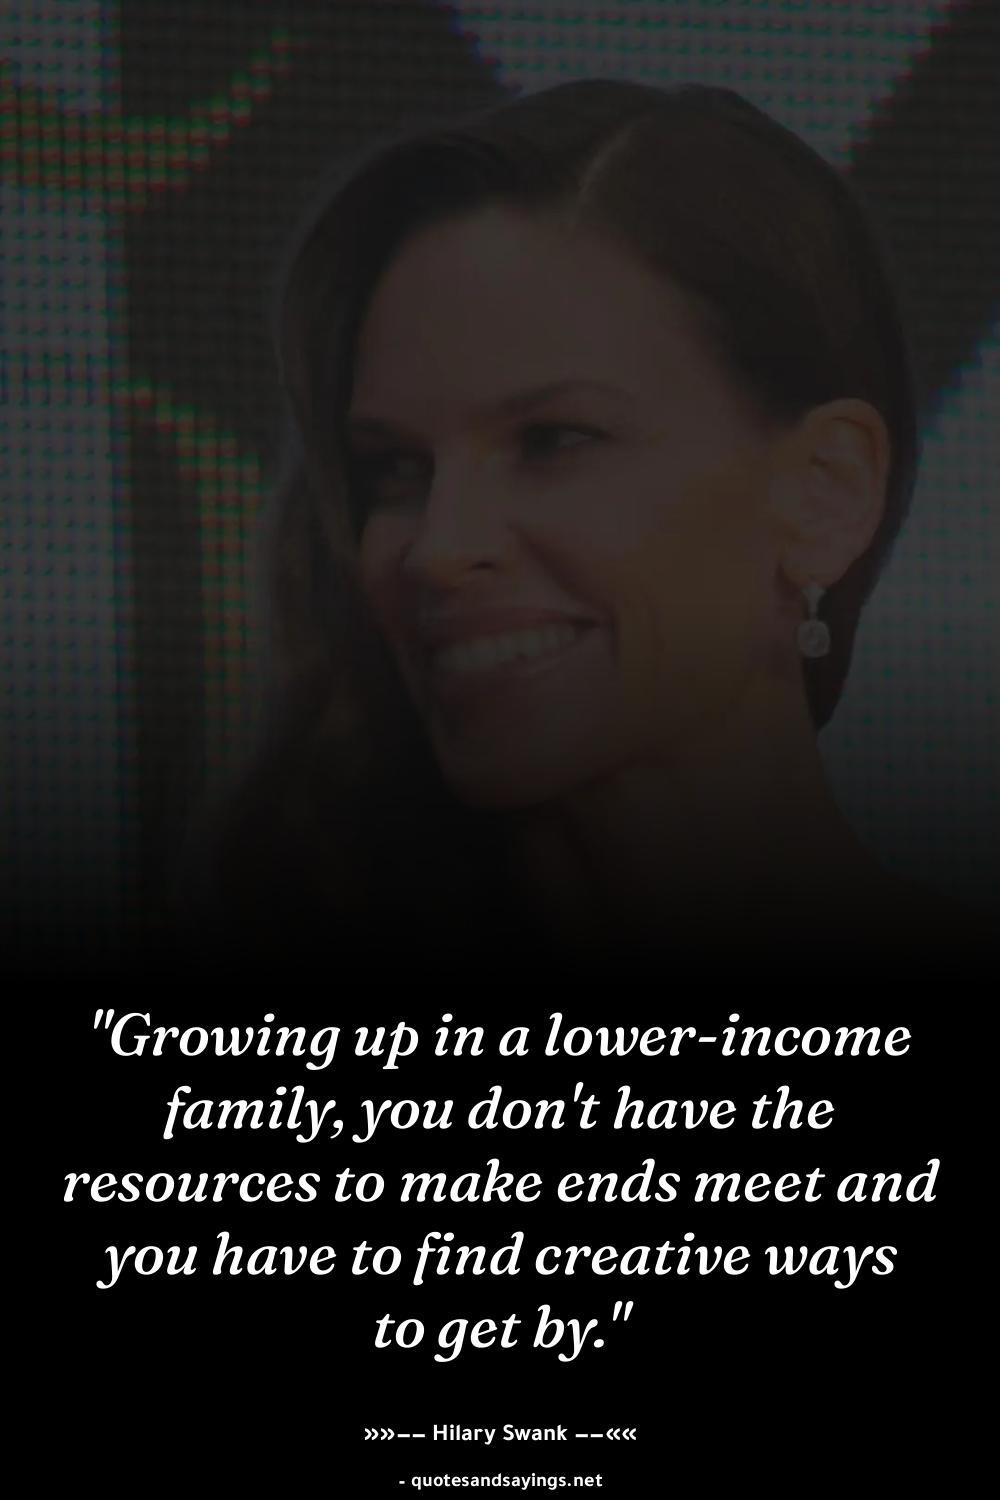 "Growing up in a lower-income
family, you don't have the
resources to make ends meet and
you have to find creative ways
to get by."
»»−− Hilary Swank −−««
- quotesandsayings.net